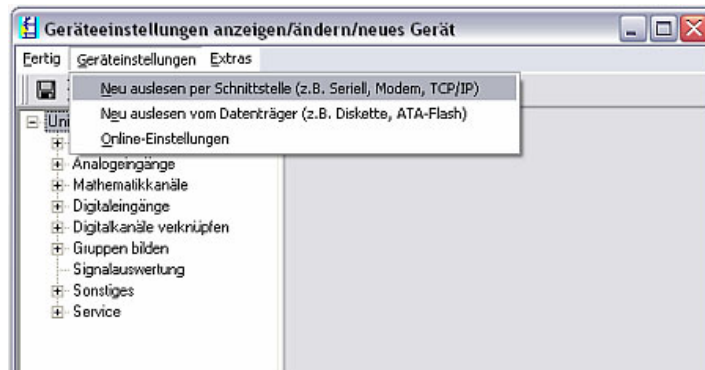 Geräteeinstellungen anzeigen/ändern/neues Gerät
Fertig Geräteinstellungen Extras
Neu auslesen per Schnittstelle (z.B. Seriell, Modem, TCP/IP)
Neu auslesen vom Datenträger (z.B. Diskette, ATA-Flash)
Online-Einstellungen
Analogeingänge
Mathematikkanäle
Digitaleingänge
Digitalkanäle verknüpfen
Gruppen bilden
Signalauswertung
Sonstiges
Service